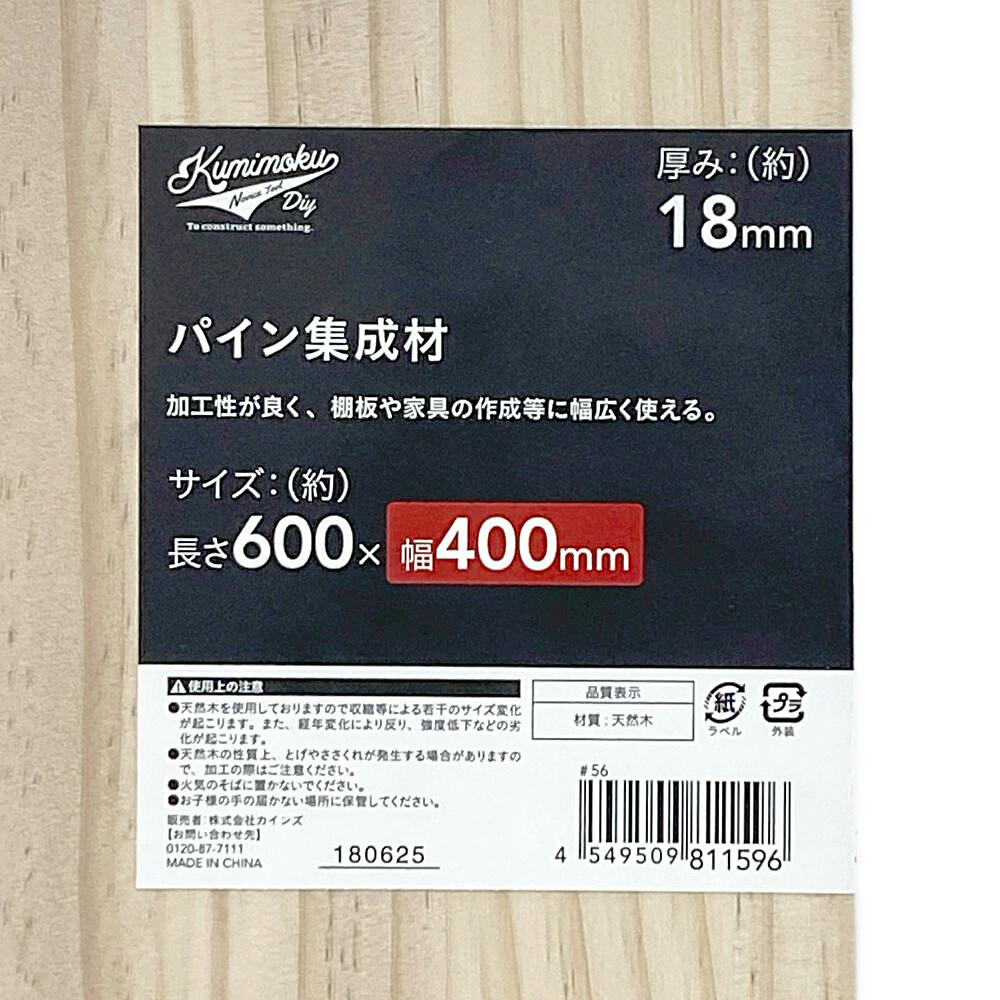 Kumimoku
Novice Tool
Diy
To construct something.
厚み：（約）
18mm
パイン集成材
加工性が良く、棚板や家具の作成等に幅広く使える。
サイズ：（約）
長さ600×幅400mm
使用上の注意
●天然木を使用しておりますので収縮等による若干のサイズ変化
が起こります。また、経年変化により反り、強度低下などの劣
化が起こります。
●天然木の性質上、とげやささくれが発生する場合がありますの
で、加工の際はご注意ください。
●火気のそばに置かないでください。
●お子様の手の届かない場所に保管してください。
販売者：株式会社カインズ
【お問い合わせ先】
0120-87-7111
MADE IN CHINA
180625
品質表示
材質：天然木
紙
ラベル
プラ
外装
#56
4 549509 811596